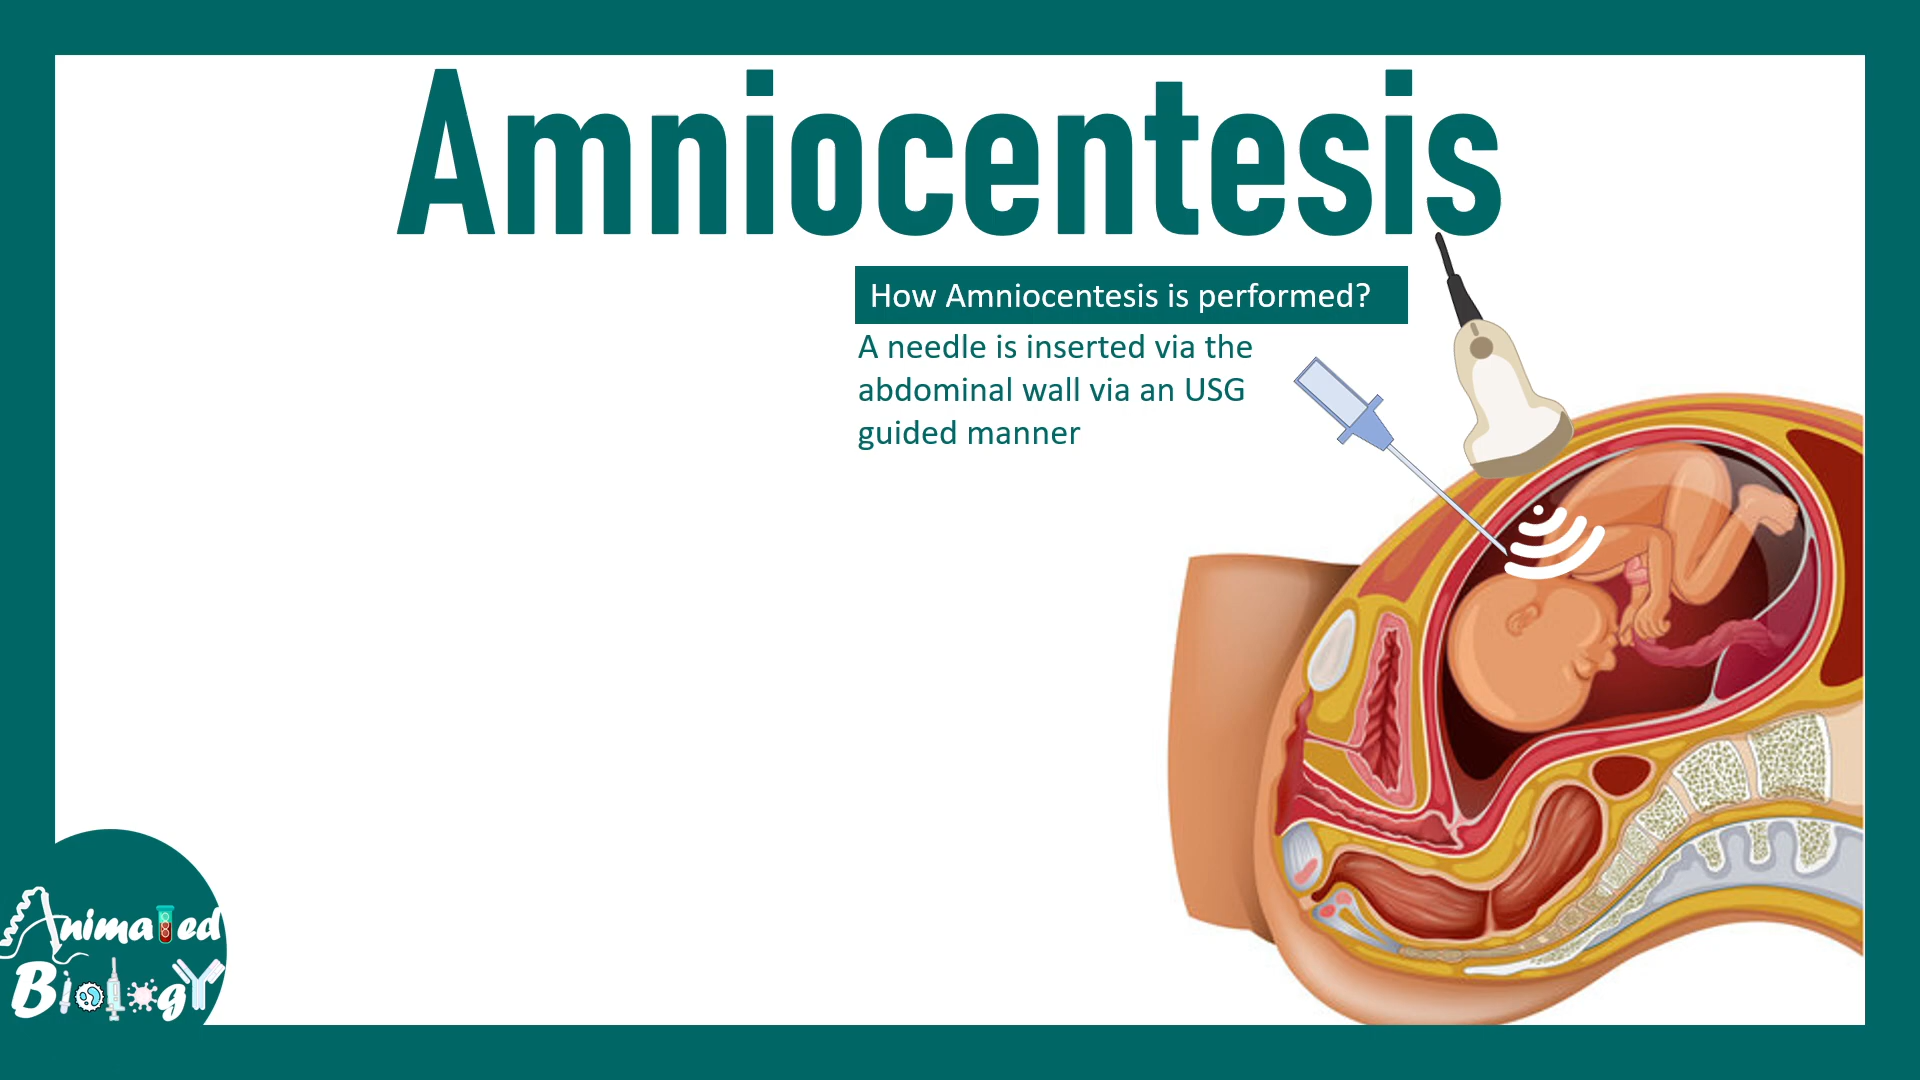 Amniocentesis
How Amniocentesis is performed?
A needle is inserted via the
abdominal wall via an USG
guided manner
Animated
Biology